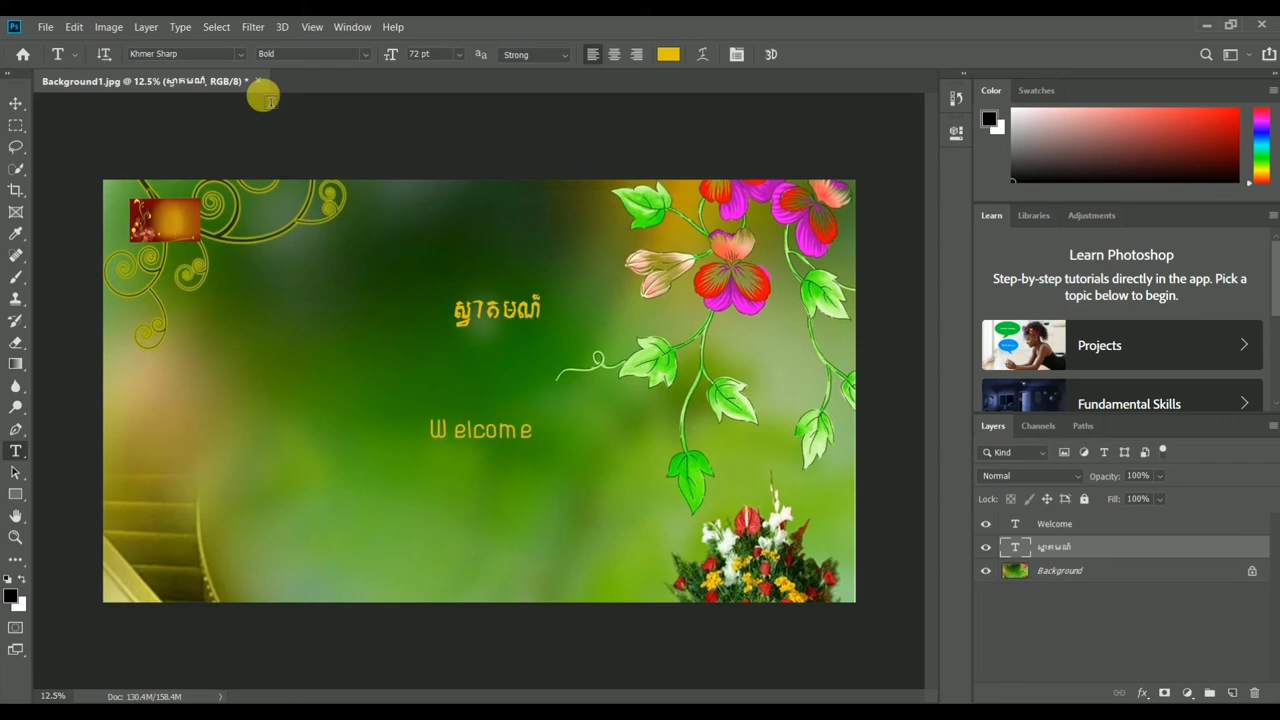 Ps File Edit Image Layer Type Select Filter 3D View Window Help
T Khmer Sharp Bold 72 pt aa Strong 3D
Background1.jpg @ 12.5% (ស្វាគមណ៍, RGB/8) *
Color Swatches
Learn Libraries Adjustments
Learn Photoshop
Step-by-step tutorials directly in the app. Pick a
topic below to begin.
Projects
Fundamental Skills
ស្វាគមណ៍
Welcome
Layers Channels Paths
Kind
Normal Opacity: 100%
Lock: Fill: 100%
T Welcome
T ស្វាគមណ៍
Background
12.5% Doc: 130.4M/158.4M